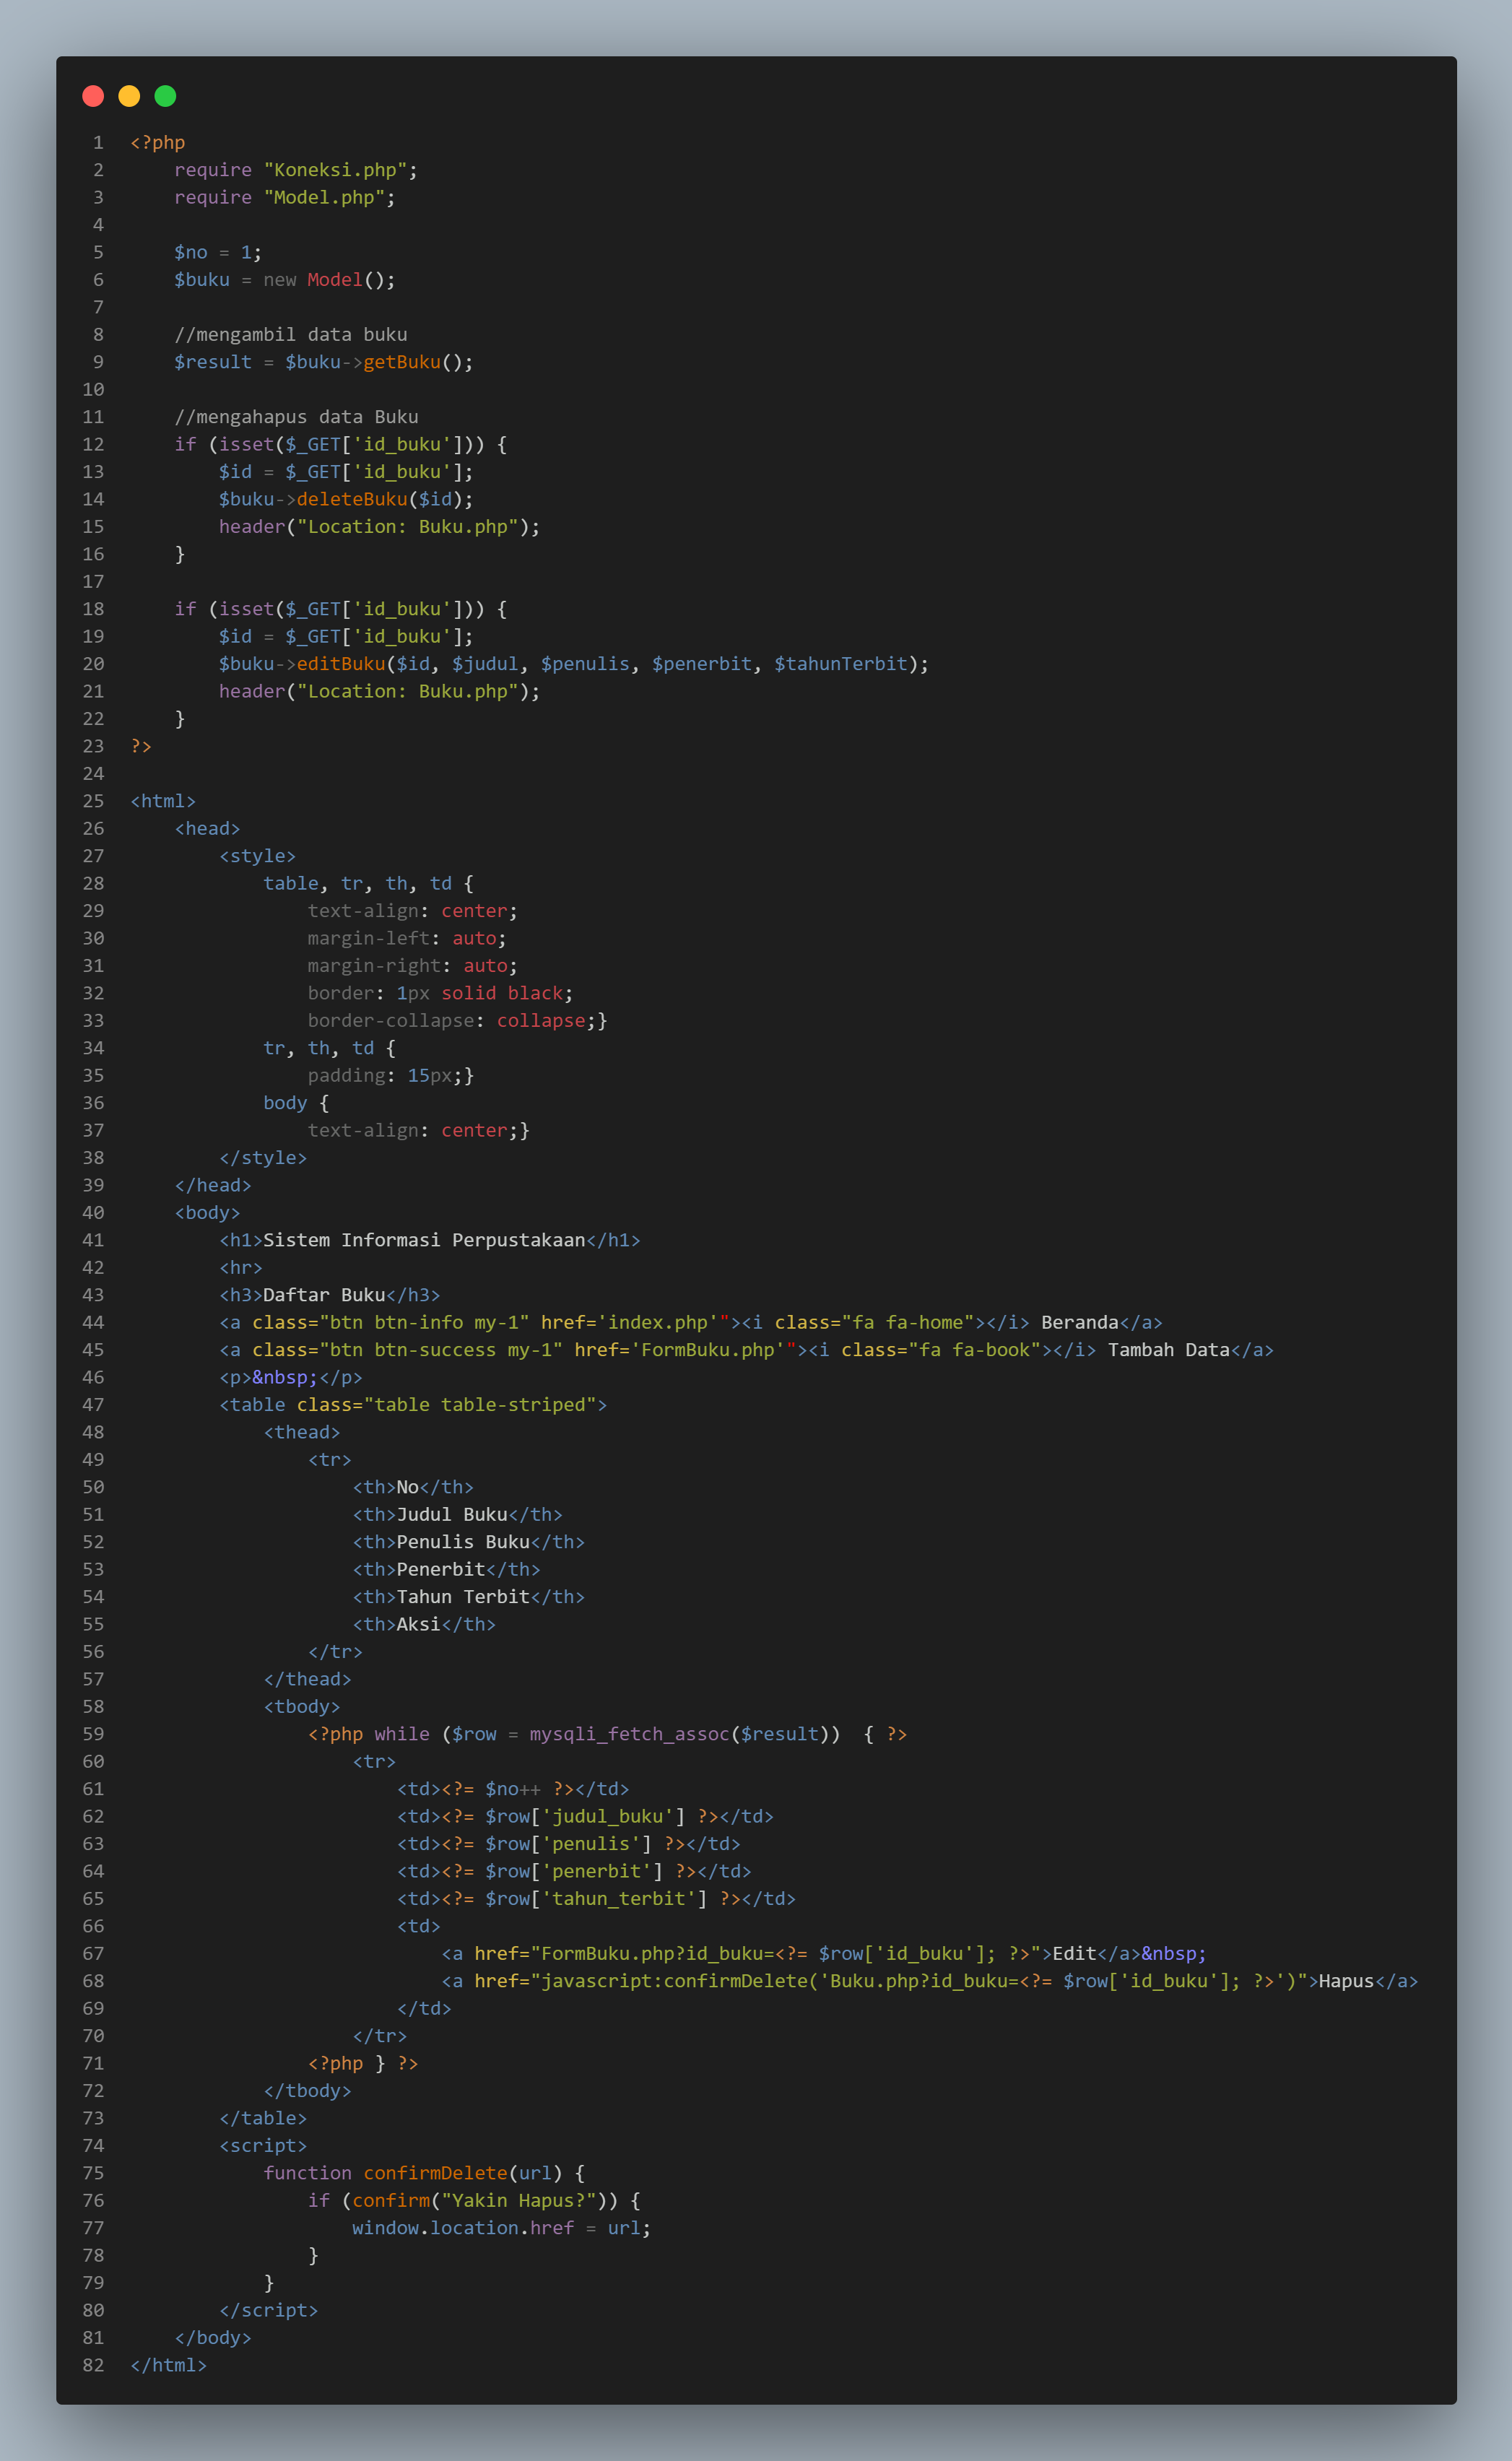 1 <?php
2     require "Koneksi.php";
3     require "Model.php";
4
5     $no = 1;
6     $buku = new Model();
7
8     //mengambil data buku
9     $result = $buku->getBuku();
10
11     //mengahapus data Buku
12     if (isset($_GET['id_buku'])) {
13         $id = $_GET['id_buku'];
14         $buku->deleteBuku($id);
15         header("Location: Buku.php");
16     }
17
18     if (isset($_GET['id_buku'])) {
19         $id = $_GET['id_buku'];
20         $buku->editBuku($id, $judul, $penulis, $penerbit, $tahunTerbit);
21         header("Location: Buku.php");
22     }
23 ?>
24
25 <html>
26     <head>
27         <style>
28             table, tr, th, td {
29                 text-align: center;
30                 margin-left: auto;
31                 margin-right: auto;
32                 border: 1px solid black;
33                 border-collapse: collapse;}
34             tr, th, td {
35                 padding: 15px;}
36             body {
37                 text-align: center;}
38         </style>
39     </head>
40     <body>
41         <h1>Sistem Informasi Perpustakaan</h1>
42         <hr>
43         <h3>Daftar Buku</h3>
44         <a class="btn btn-info my-1" href='index.php'"><i class="fa fa-home"></i> Beranda</a>
45         <a class="btn btn-success my-1" href='FormBuku.php'"><i class="fa fa-book"></i> Tambah Data</a>
46         <p>&nbsp;</p>
47         <table class="table table-striped">
48             <thead>
49                 <tr>
50                     <th>No</th>
51                     <th>Judul Buku</th>
52                     <th>Penulis Buku</th>
53                     <th>Penerbit</th>
54                     <th>Tahun Terbit</th>
55                     <th>Aksi</th>
56                 </tr>
57             </thead>
58             <tbody>
59                 <?php while ($row = mysqli_fetch_assoc($result))  { ?>
60                     <tr>
61                         <td><?= $no++ ?></td>
62                         <td><?= $row['judul_buku'] ?></td>
63                         <td><?= $row['penulis'] ?></td>
64                         <td><?= $row['penerbit'] ?></td>
65                         <td><?= $row['tahun_terbit'] ?></td>
66                         <td>
67                             <a href="FormBuku.php?id_buku=<?= $row['id_buku']; ?>">Edit</a>&nbsp;
68                             <a href="javascript:confirmDelete('Buku.php?id_buku=<?= $row['id_buku']; ?>')">Hapus</a>
69                         </td>
70                     </tr>
71                 <?php } ?>
72             </tbody>
73         </table>
74         <script>
75             function confirmDelete(url) {
76                 if (confirm("Yakin Hapus?")) {
77                     window.location.href = url;
78                 }
79             }
80         </script>
81     </body>
82 </html>